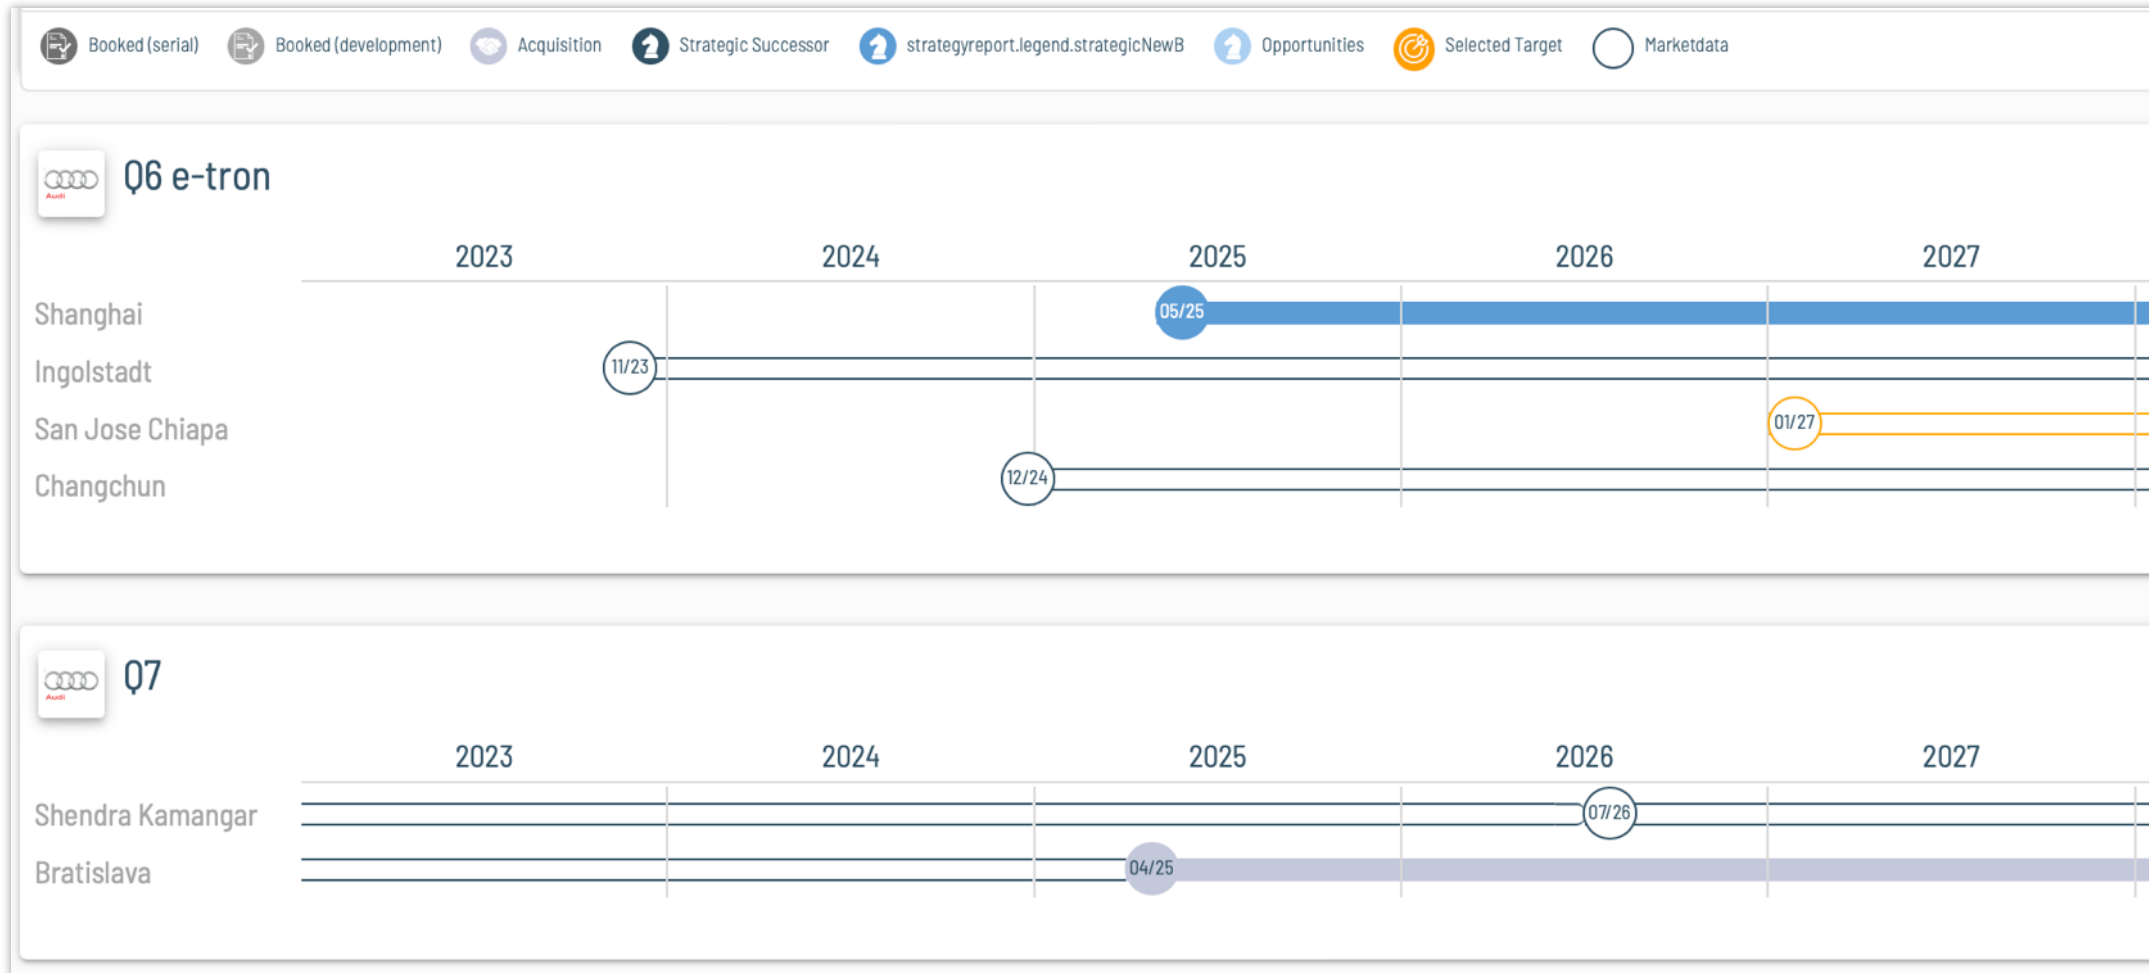 Booked (serial) Booked (development) Acquisition Strategic Successor strategyreport.legend.strategicNewB Opportunities Selected Target Marketdata
Audi
Q6 e-tron
2023 2024 2025 2026 2027
Shanghai 05/25
Ingolstadt 11/23
San Jose Chiapa 01/27
Changchun 12/24
Audi
Q7
2023 2024 2025 2026 2027
Shendra Kamangar 07/26
Bratislava 04/25